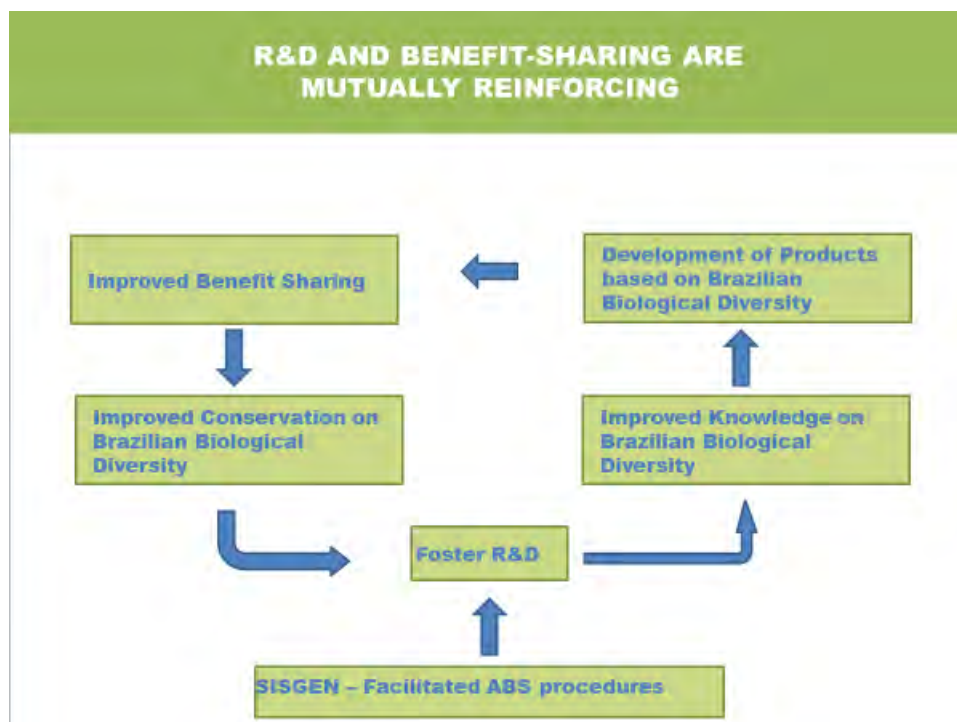 R&D AND BENEFIT-SHARING ARE
MUTUALLY REINFORCING
Improved Benefit Sharing
Development of Products
based on Brazilian
Biological Diversity
Improved Conservation on
Brazilian Biological
Diversity
Improved Knowledge on
Brazilian Biological
Diversity
Foster R&D
SISGEN – Facilitated ABS procedures